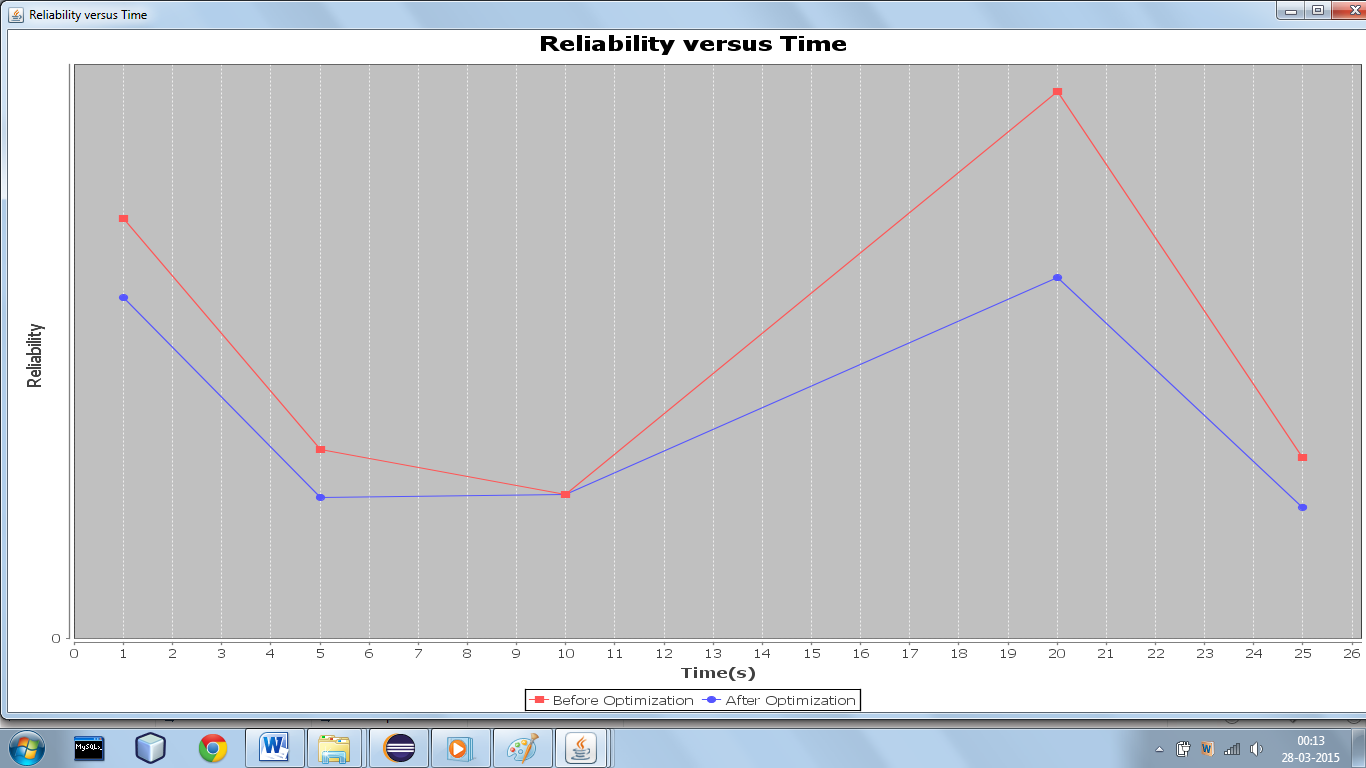 Reliability versus Time
Reliability versus Time
Reliability
0
0 1 2 3 4 5 6 7 8 9 10 11 12 13 14 15 16 17 18 19 20 21 22 23 24 25 26
Time(s)
Before Optimization After Optimization
MySQL
W
W
00:13
28-03-2015